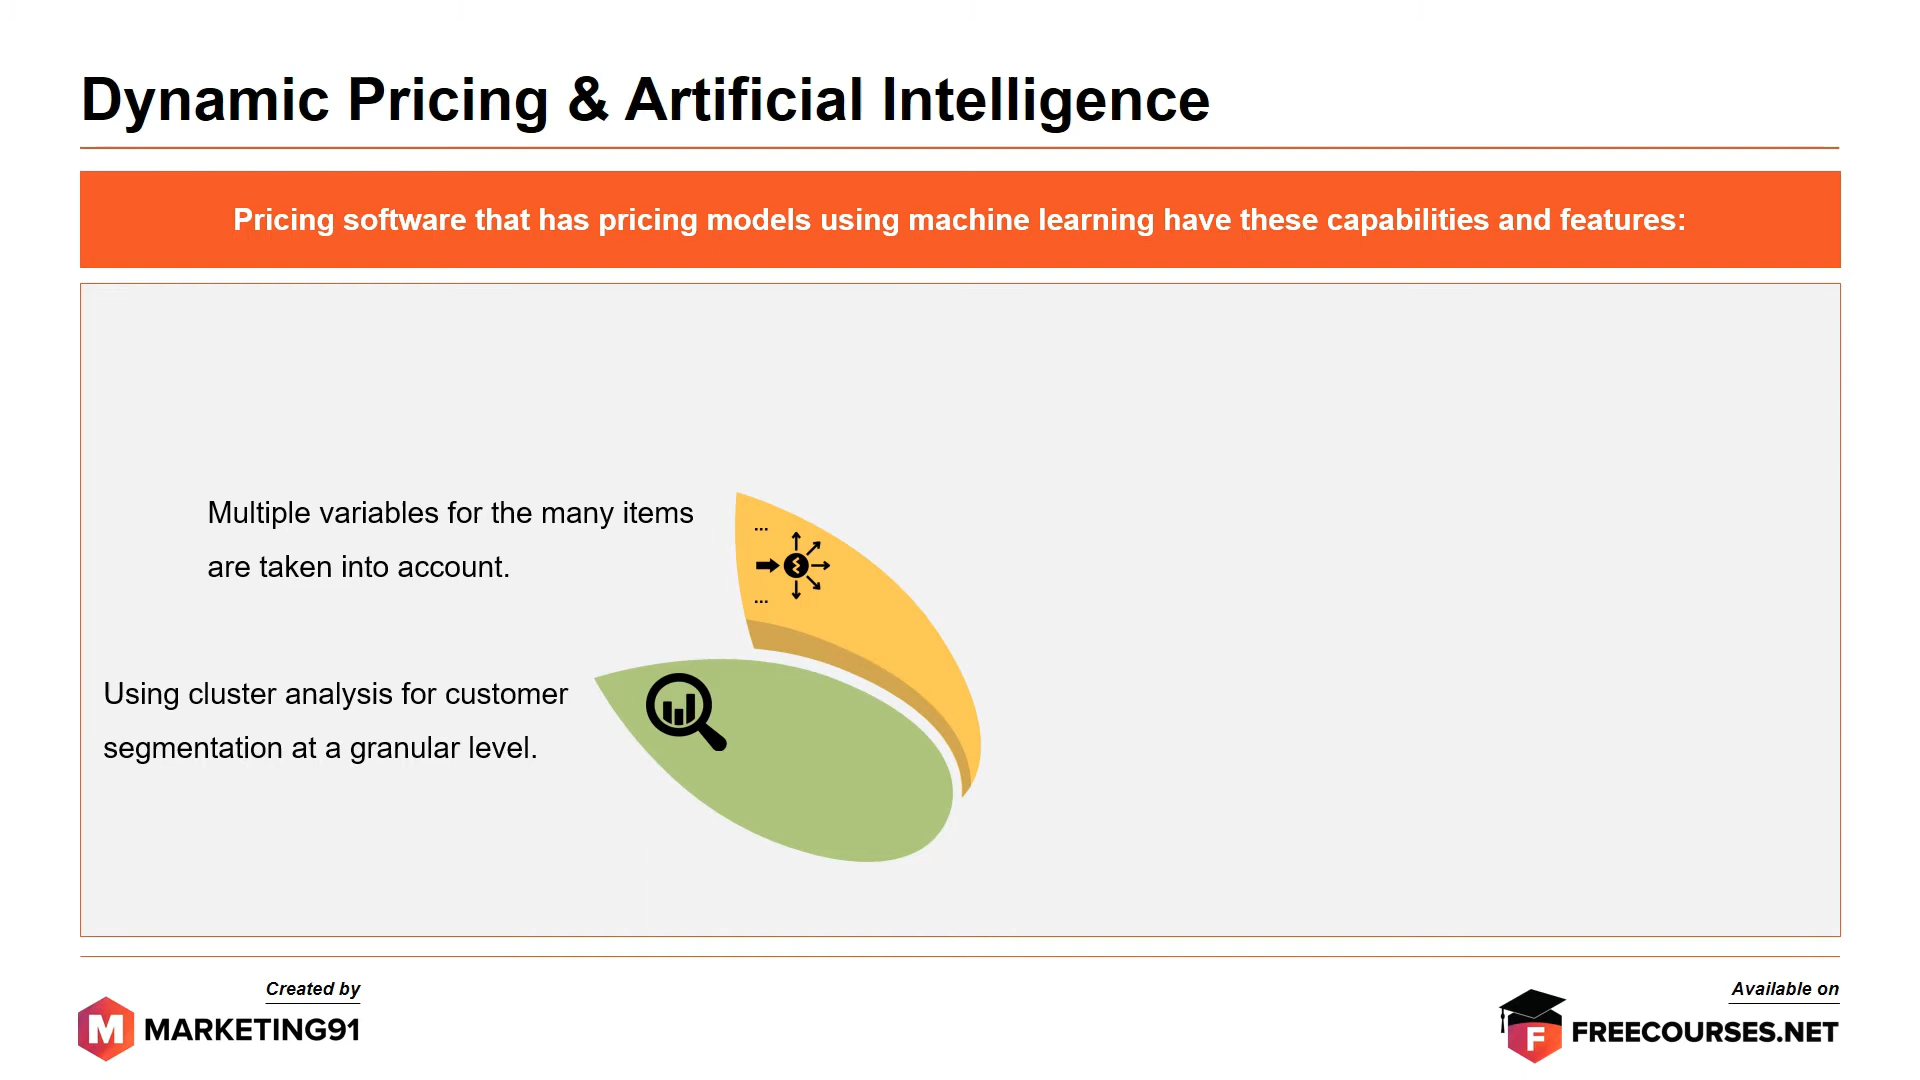 Dynamic Pricing & Artificial Intelligence
Pricing software that has pricing models using machine learning have these capabilities and features:
Multiple variables for the many items
are taken into account.
...
...
Using cluster analysis for customer
segmentation at a granular level.
Created by
M MARKETING91
Available on
F FREECOURSES.NET